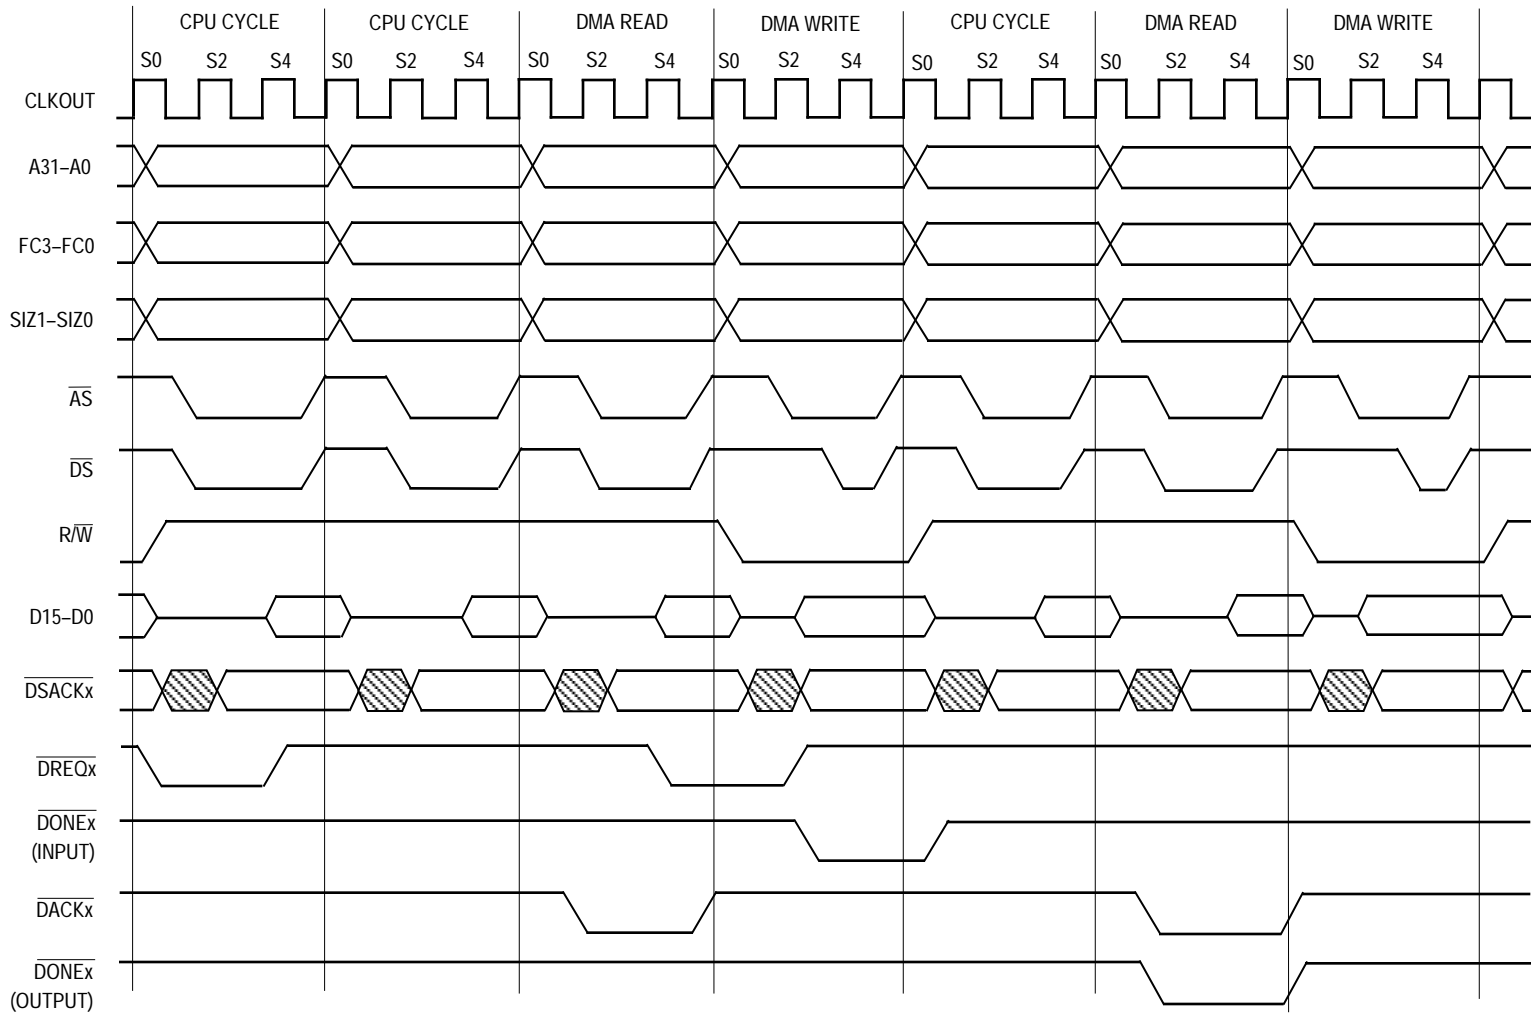 CPU CYCLE CPU CYCLE DMA READ DMA WRITE CPU CYCLE DMA READ DMA WRITE
S0 S2 S4 S0 S2 S4 S0 S2 S4 S0 S2 S4 S0 S2 S4 S0 S2 S4 S0 S2 S4
CLKOUT
A31–A0
FC3–FC0
SIZ1–SIZ0
AS
DS
R/W
D15–D0
DSACKx
DREQx
DONEx
(INPUT)
DACKx
DONEx
(OUTPUT)